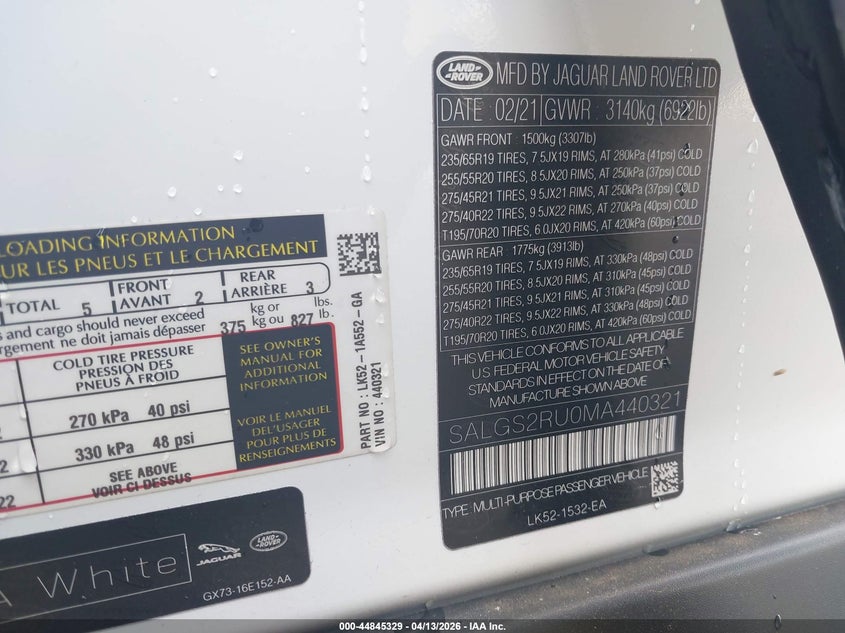 LOADING INFORMATION
UR LES PNEUS ET LE CHARGEMENT
TOTAL 5
FRONT
AVANT 2
REAR
ARRIÈRE 3
s and cargo should never exceed
rgement ne doit jamais dépasser
375 kg or
kg ou 827 lbs.
lb.
COLD TIRE PRESSURE
PRESSION DES
PNEUS À FROID
270 kPa 40 psi
330 kPa 48 psi
SEE ABOVE
VOIR CI DESSUS
22
SEE OWNER'S
MANUAL FOR
ADDITIONAL
INFORMATION
VOIR LE MANUEL
DEL'USAGER
POUR PLUS DE
RENSEIGNEMENTS
PART NO : LK52-1A552-GA
VIN NO : 440321
A White
JAGUAR
LAND ROVER
GX73-16E152-AA
LAND ROVER
MFD BY JAGUAR LAND ROVER LTD
DATE 02/21 GVWR : 3140kg (6922lb)
GAWR FRONT : 1500kg (3307lb)
235/65R19 TIRES, 7.5JX19 RIMS, AT 280kPa (41psi) COLD
255/55R20 TIRES, 8.5JX20 RIMS, AT 250kPa (37psi) COLD
275/45R21 TIRES, 9.5JX21 RIMS, AT 250kPa (37psi) COLD
275/40R22 TIRES, 9.5JX22 RIMS, AT 270kPa (40psi) COLD
T195/70R20 TIRES, 6.0JX20 RIMS, AT 420kPa (60psi) COLD
GAWR REAR : 1775kg (3913lb)
235/65R19 TIRES, 7.5JX19 RIMS, AT 330kPa (48psi) COLD
255/55R20 TIRES, 8.5JX20 RIMS, AT 310kPa (45psi) COLD
275/45R21 TIRES, 9.5JX21 RIMS, AT 310kPa (45psi) COLD
275/40R22 TIRES, 9.5JX22 RIMS, AT 330kPa (48psi) COLD
T195/70R20 TIRES, 6.0JX20 RIMS, AT 420kPa (60psi) COLD
THIS VEHICLE CONFORMS TO ALL APPLICABLE
U.S. FEDERAL MOTOR VEHICLE SAFETY
STANDARDS IN EFFECT ON THE DATE OF
MANUFACTURE SHOWN ABOVE
SALGS2RU0MA440321
TYPE : MULTI-PURPOSE PASSENGER VEHICLE
LK52-1532-EA
000-44845329 - 04/13/2026 - IAA Inc.